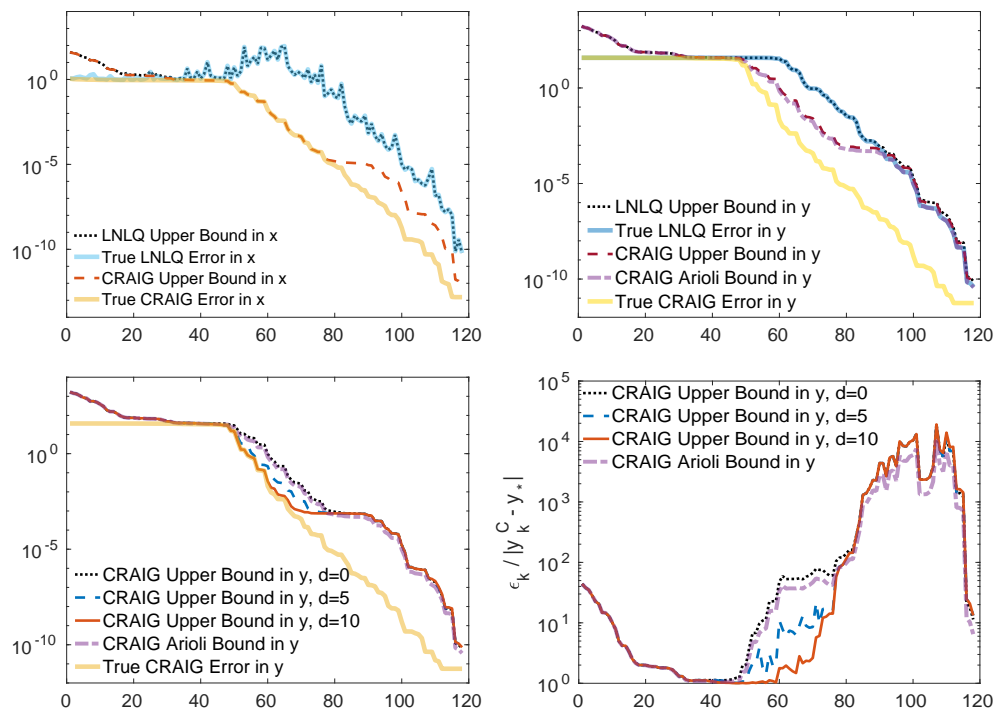 10^0
10^-5
10^-10
LNLQ Upper Bound in x
True LNLQ Error in x
CRAIG Upper Bound in x
True CRAIG Error in x
0 20 40 60 80 100 120
10^0
10^-5
10^-10
LNLQ Upper Bound in y
True LNLQ Error in y
CRAIG Upper Bound in y
CRAIG Arioli Bound in y
True CRAIG Error in y
0 20 40 60 80 100 120
10^0
10^-5
10^-10
CRAIG Upper Bound in y, d=0
CRAIG Upper Bound in y, d=5
CRAIG Upper Bound in y, d=10
CRAIG Arioli Bound in y
True CRAIG Error in y
0 20 40 60 80 100 120
ϵ_k / |y_k^C - y_*|
10^5
10^4
10^3
10^2
10^1
10^0
CRAIG Upper Bound in y, d=0
CRAIG Upper Bound in y, d=5
CRAIG Upper Bound in y, d=10
CRAIG Arioli Bound in y
0 20 40 60 80 100 120